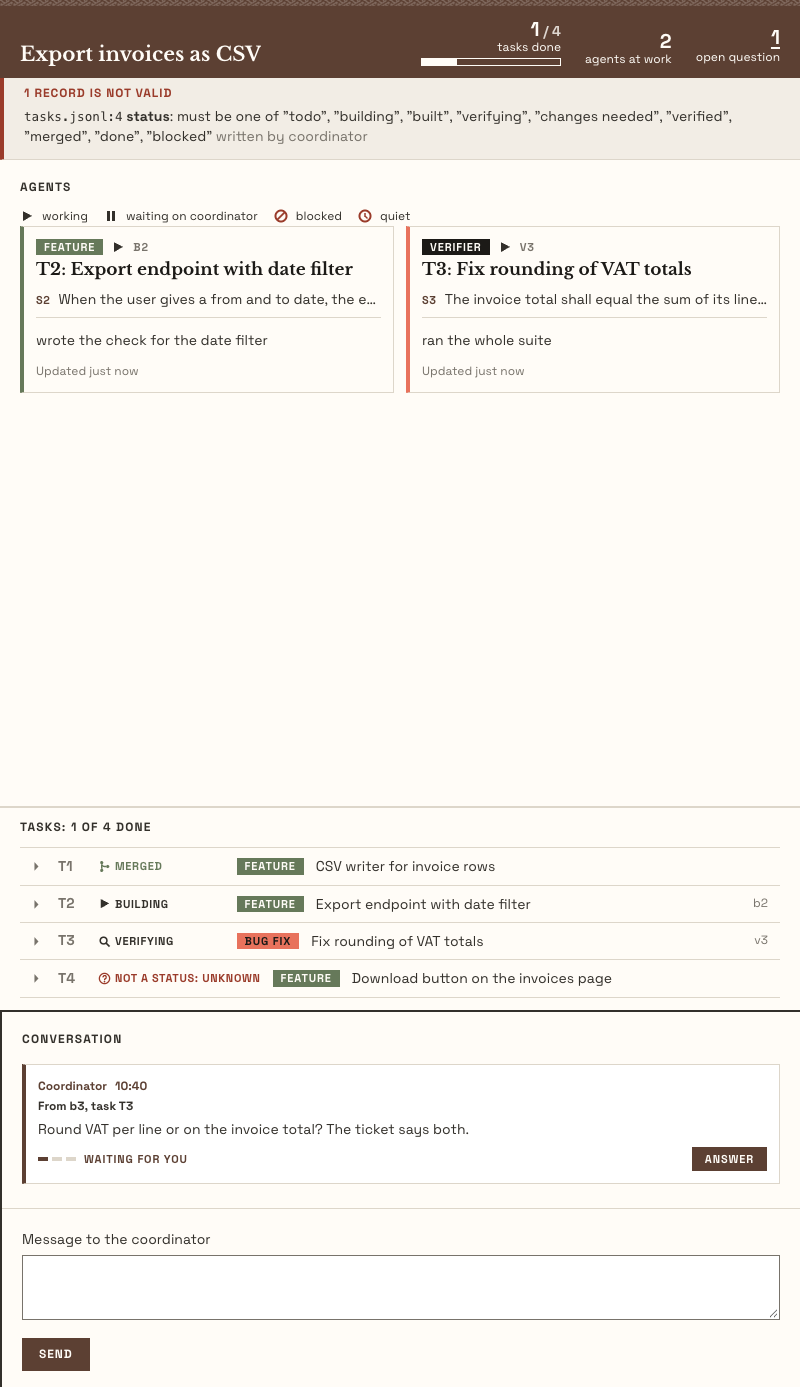 Export invoices as CSV
1 / 4
tasks done
2
agents at work
1
open question
1 RECORD IS NOT VALID
tasks.jsonl:4 status: must be one of ”todo”, ”building”, ”built”, ”verifying”, ”changes needed”, ”verified”,
”merged”, ”done”, ”blocked” written by coordinator
AGENTS
working waiting on coordinator blocked quiet
FEATURE B2
T2: Export endpoint with date filter
S2 When the user gives a from and to date, the e…
wrote the check for the date filter
Updated just now
VERIFIER V3
T3: Fix rounding of VAT totals
S3 The invoice total shall equal the sum of its line…
ran the whole suite
Updated just now
TASKS: 1 OF 4 DONE
T1 MERGED FEATURE CSV writer for invoice rows
T2 BUILDING FEATURE Export endpoint with date filter b2
T3 VERIFYING BUG FIX Fix rounding of VAT totals v3
T4 NOT A STATUS: UNKNOWN FEATURE Download button on the invoices page
CONVERSATION
Coordinator 10:40
From b3, task T3
Round VAT per line or on the invoice total? The ticket says both.
WAITING FOR YOU ANSWER
Message to the coordinator
SEND